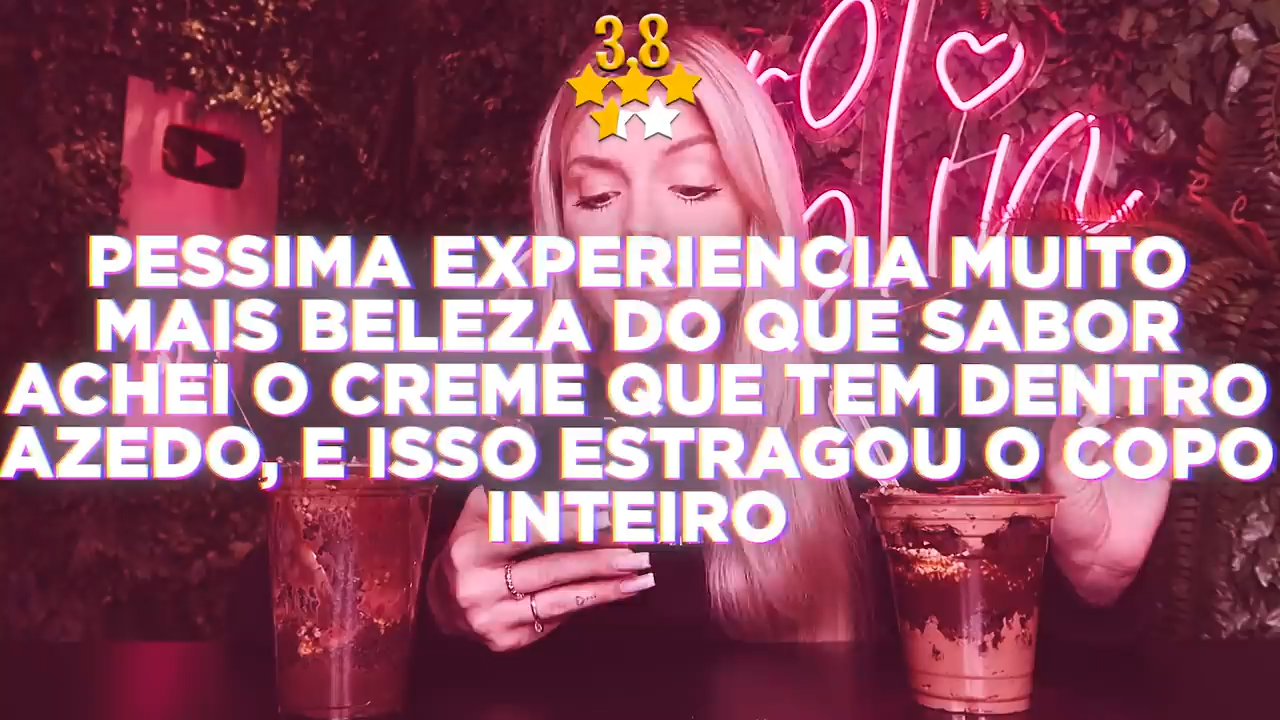 3.8
PESSIMA EXPERIENCIA MUITO
MAIS BELEZA DO QUE SABOR
ACHEI O CREME QUE TEM DENTRO
AZEDO, E ISSO ESTRAGOU O COPO
INTEIRO